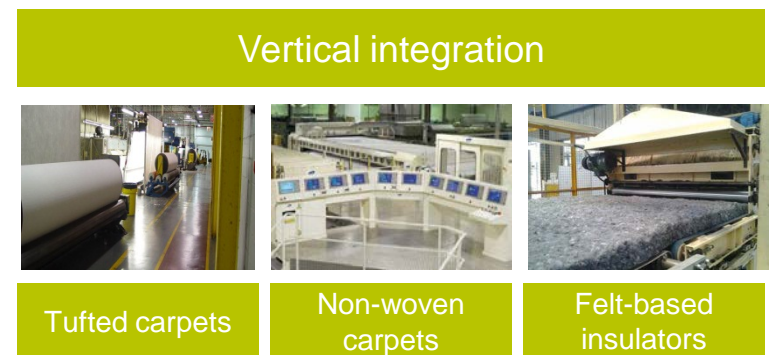 Vertical integration
Tufted carpets
Non-woven
carpets
Felt-based
insulators